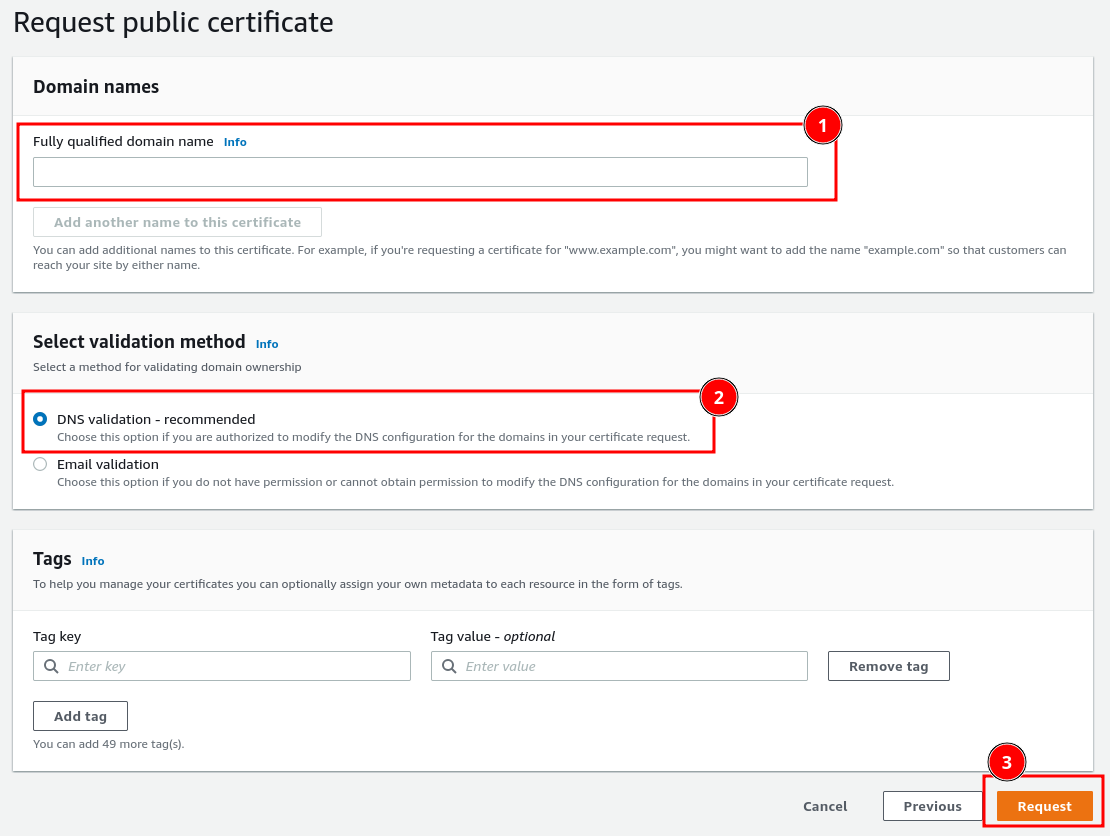 Request public certificate
Domain names
1
Fully qualified domain name Info
Add another name to this certificate
You can add additional names to this certificate. For example, if you're requesting a certificate for "www.example.com", you might want to add the name "example.com" so that customers can
reach your site by either name.
Select validation method Info
Select a method for validating domain ownership
2
DNS validation - recommended
Choose this option if you are authorized to modify the DNS configuration for the domains in your certificate request.
Email validation
Choose this option if you do not have permission or cannot obtain permission to modify the DNS configuration for the domains in your certificate request.
Tags Info
To help you manage your certificates you can optionally assign your own metadata to each resource in the form of tags.
Tag key Tag value - optional
Enter key Enter value Remove tag
Add tag
You can add 49 more tag(s).
3
Cancel Previous Request